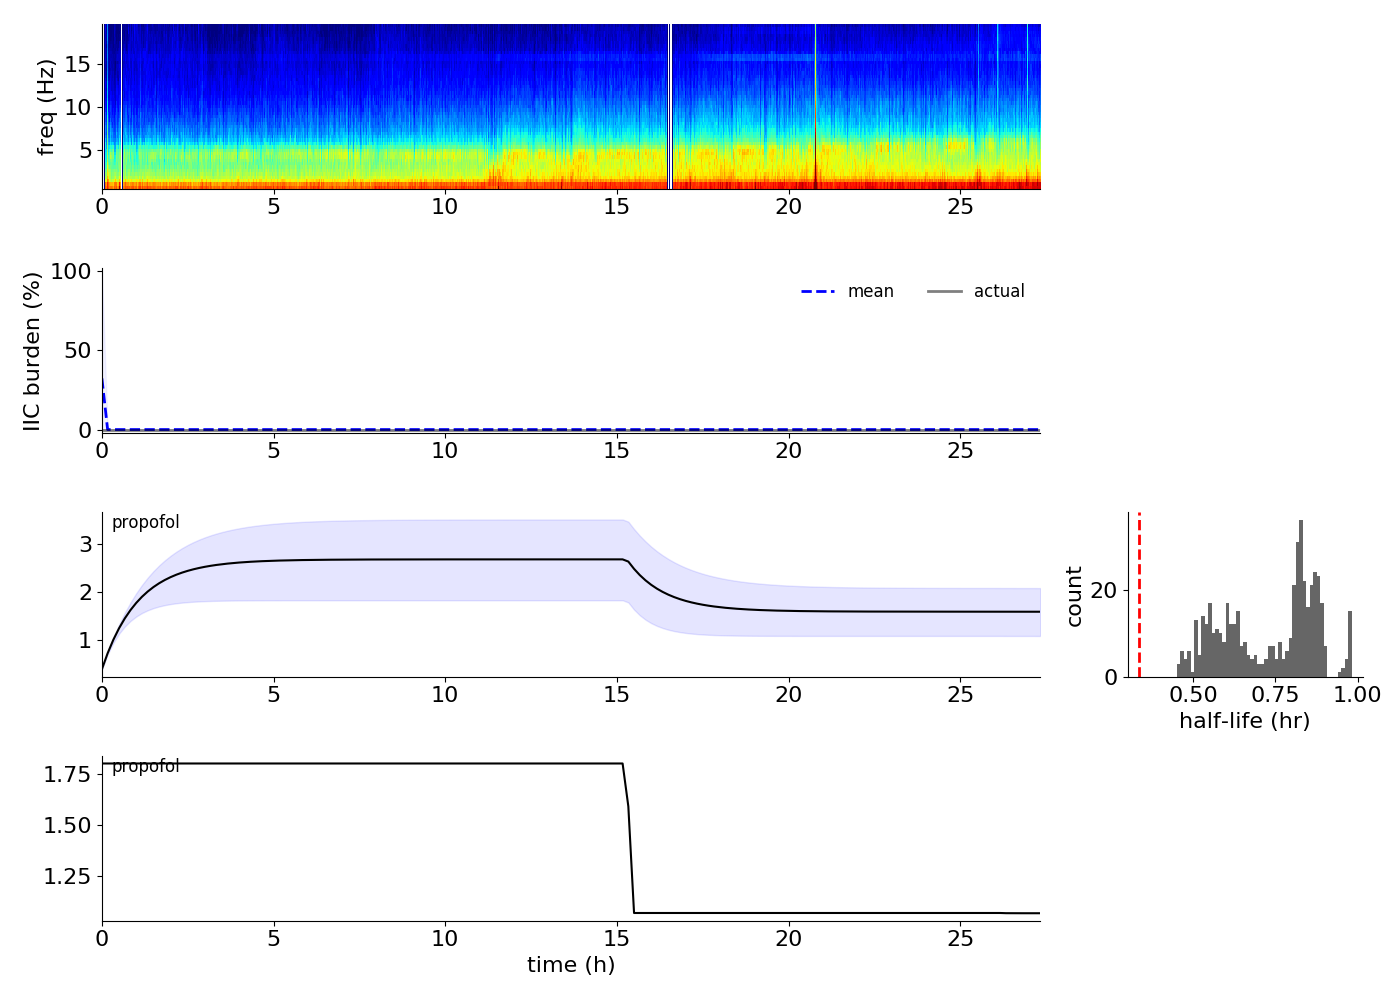 freq (Hz)
15
10
5
0 5 10 15 20 25
IIC burden (%)
100
50
0
mean actual
0 5 10 15 20 25
propofol
3
2
1
0 5 10 15 20 25
count
20
0
0.50 0.75 1.00
half-life (hr)
propofol
1.75
1.50
1.25
0 5 10 15 20 25
time (h)